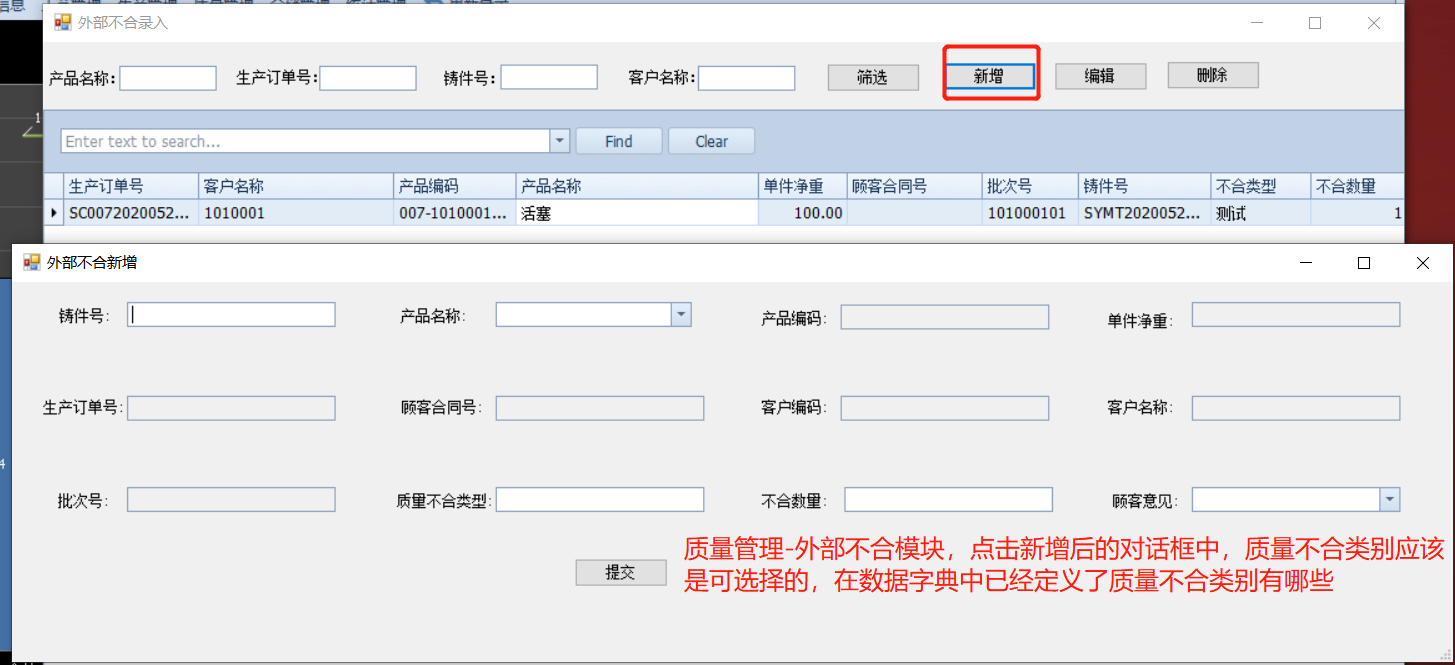 外部不合录入
产品名称: 生产订单号: 铸件号: 客户名称: 筛选 新增 编辑 删除
Enter text to search... Find Clear
生产订单号 客户名称 产品编码 产品名称 单件净重 顾客合同号 批次号 铸件号 不合类型 不合数量
SC0072020052... 1010001 007-1010001... 活塞 100.00 101000101 SYMT2020052... 测试 1
外部不合新增
铸件号: 产品名称: 产品编码: 单件净重:
生产订单号: 顾客合同号: 客户编码: 客户名称:
批次号: 质量不合类型: 不合数量: 顾客意见:
提交
质量管理-外部不合模块，点击新增后的对话框中，质量不合类别应该
是可选择的，在数据字典中已经定义了质量不合类别有哪些